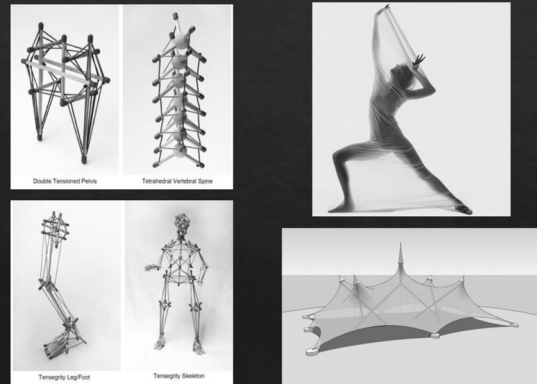 Double Tensioned Pelvis
Tetrahedral Vertebral Spine
Tensegrity Leg/Foot
Tensegrity Skeleton